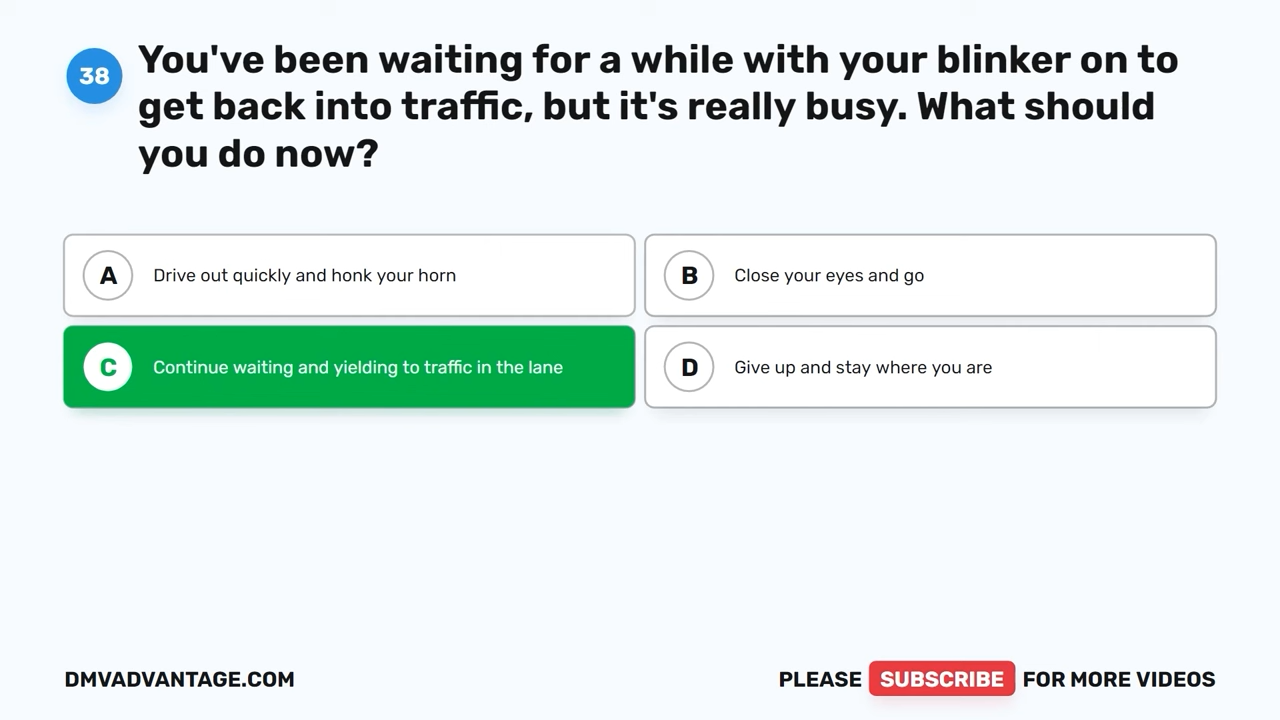 38
You've been waiting for a while with your blinker on to
get back into traffic, but it's really busy. What should
you do now?
A Drive out quickly and honk your horn
B Close your eyes and go
C Continue waiting and yielding to traffic in the lane
D Give up and stay where you are
DMVADVANTAGE.COM
PLEASE SUBSCRIBE FOR MORE VIDEOS